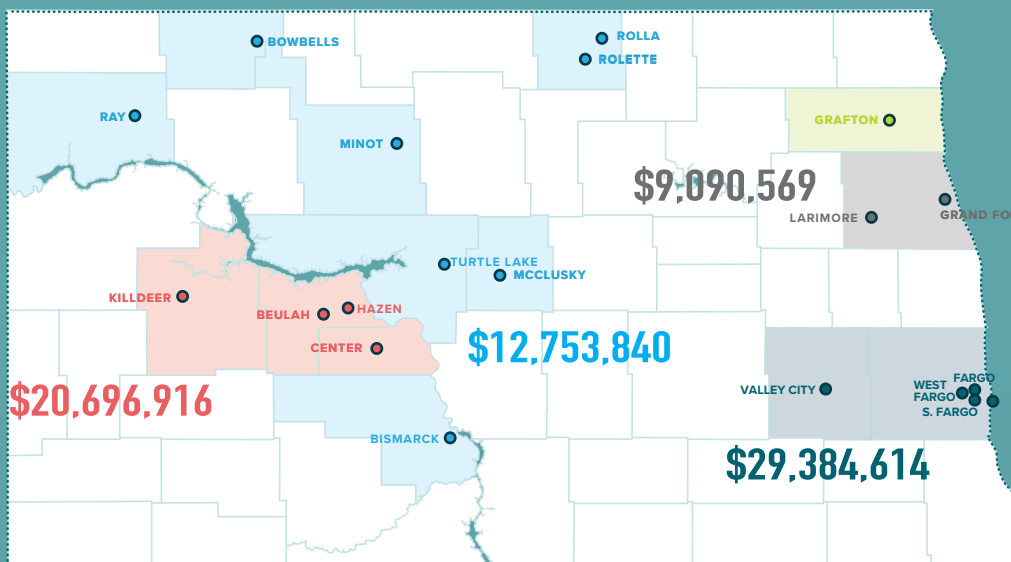 BOWBELLS
ROLLA
ROLETTE
RAY
MINOT
GRAFTON
$9,090,569
LARIMORE
GRAND FO
TURTLE LAKE
MCCLUSKY
KILLDEER
BEULAH
HAZEN
CENTER
$12,753,840
$20,696,916
VALLEY CITY
FARGO
WEST
FARGO
S. FARGO
BISMARCK
$29,384,614